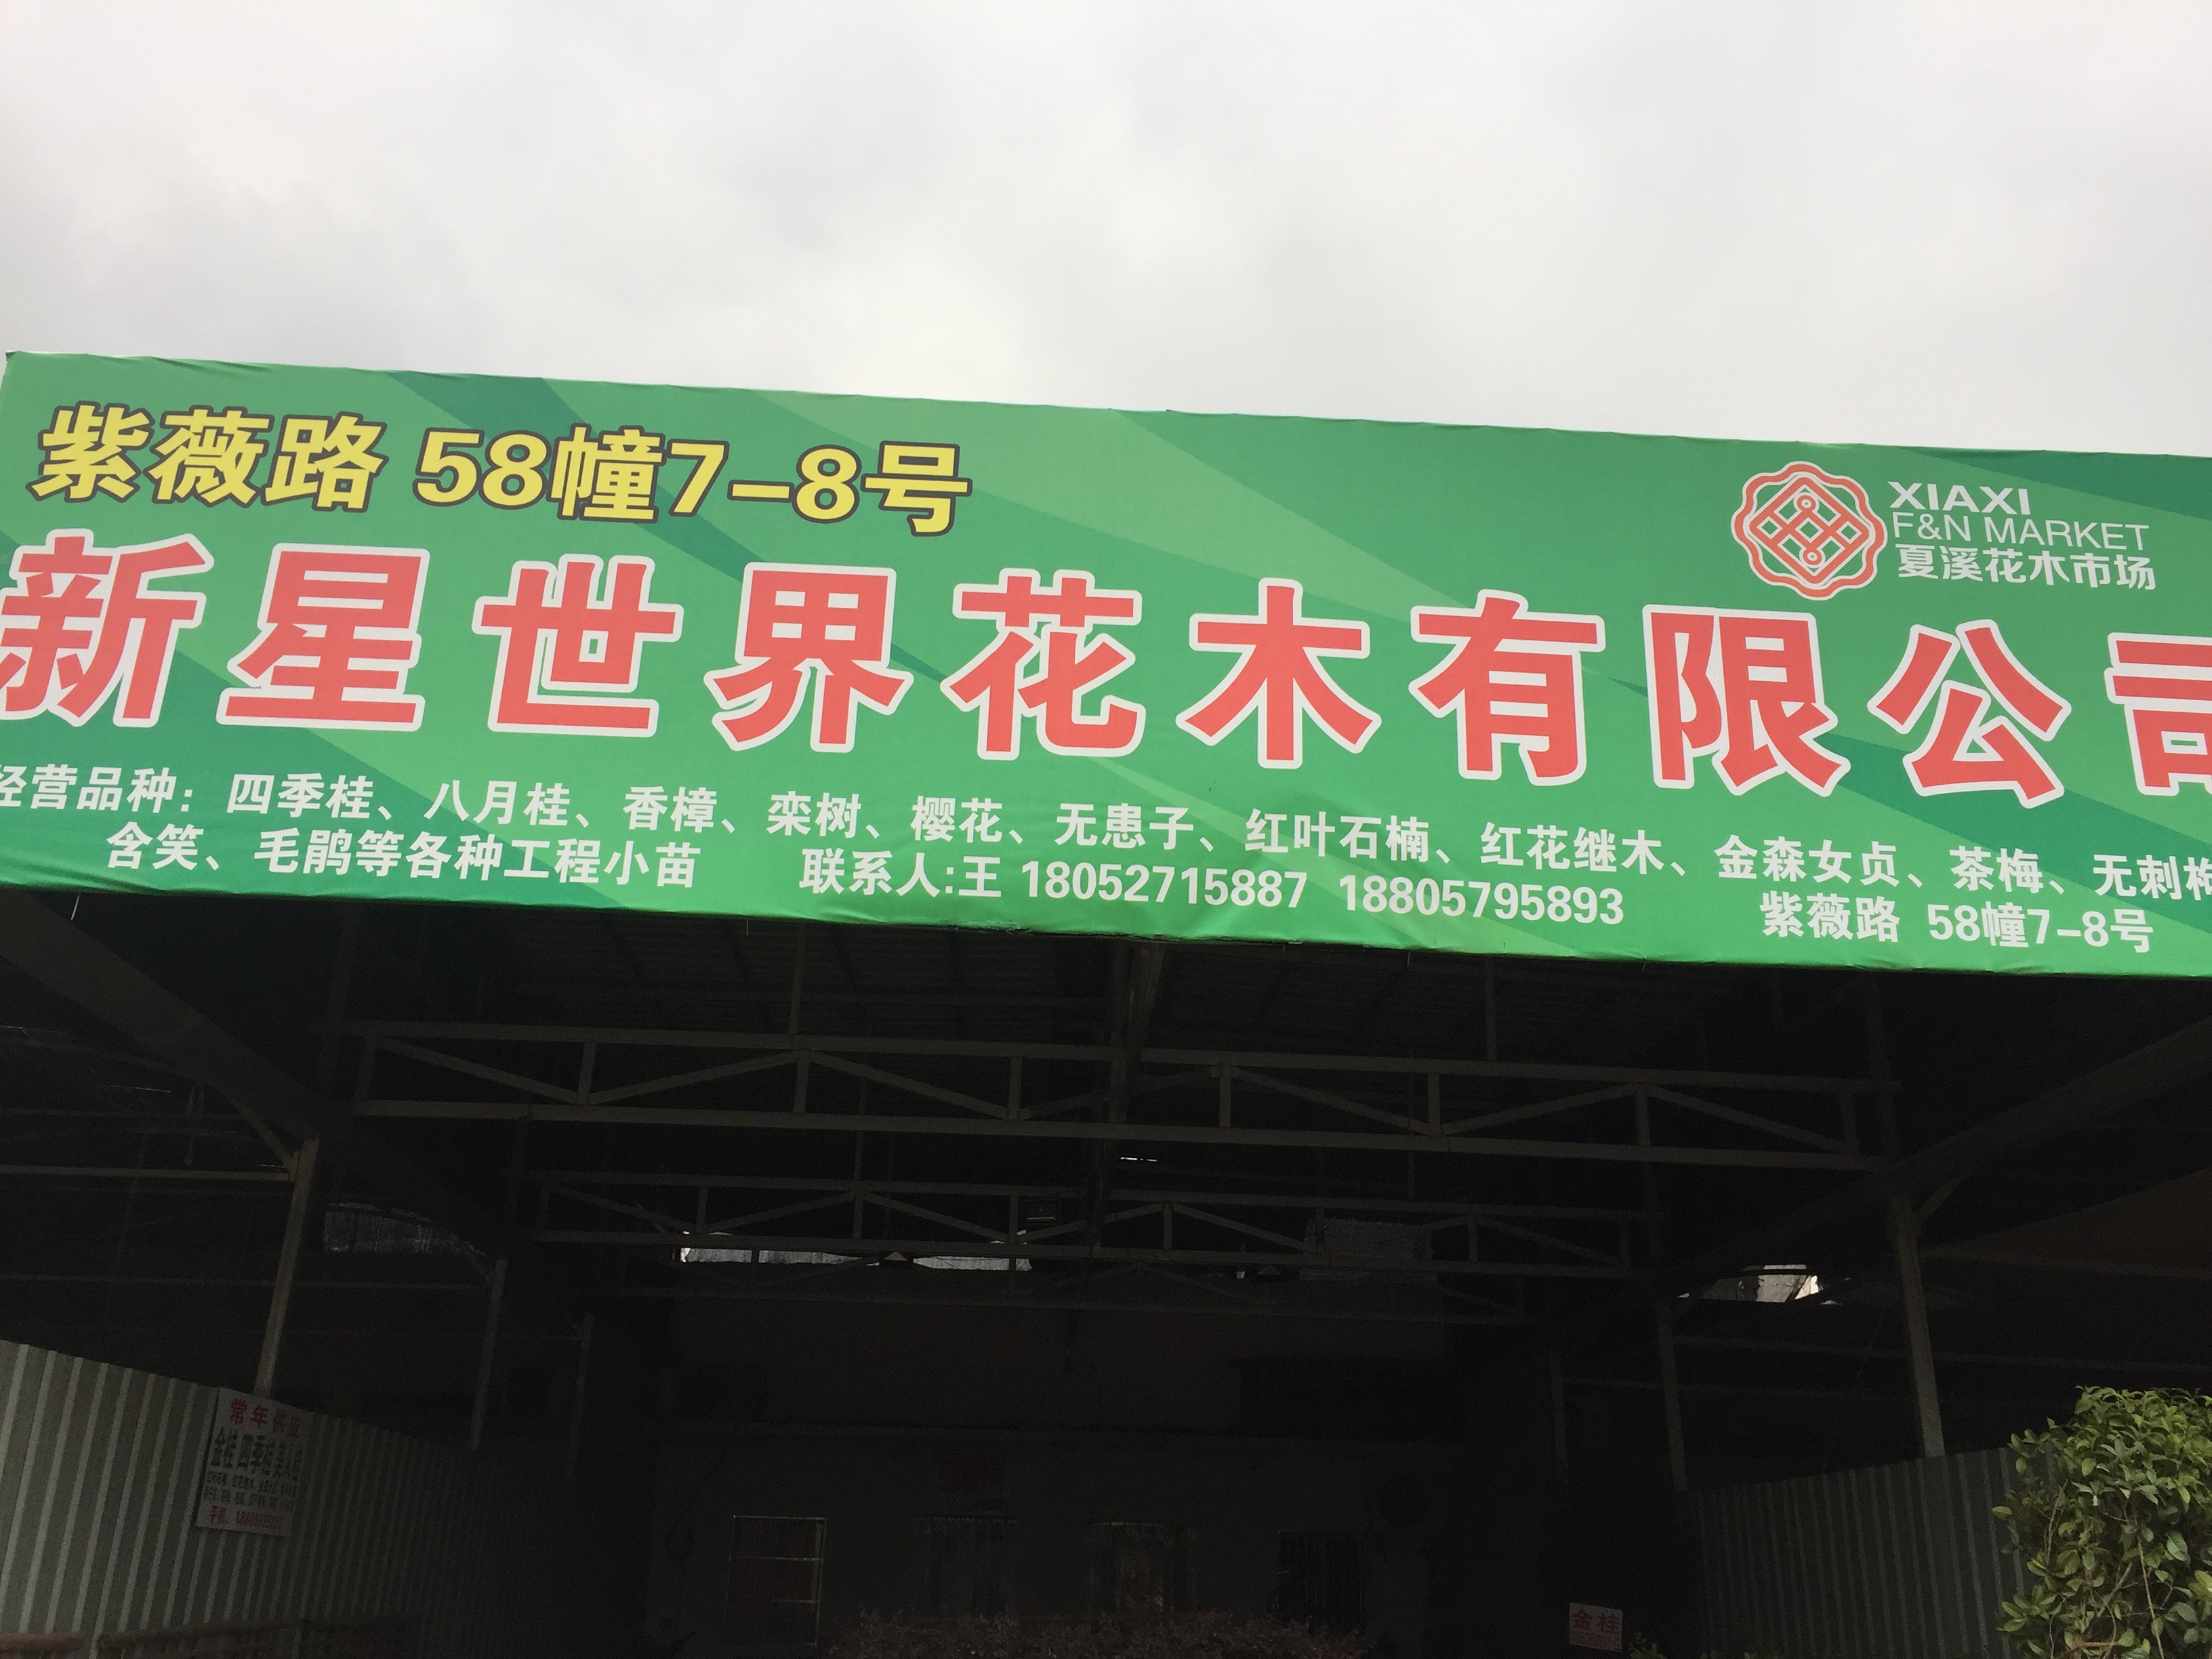 紫薇路 58幢7-8号
XIAXI
F&N MARKET
夏溪花木市场
新星世界花木有限公司
经营品种：四季桂、八月桂、香樟、栾树、樱花、无患子、红叶石楠、红花继木、金森女贞、茶梅、无刺
含笑、毛鹃等各种工程小苗 联系人:王 18052715887 18805795893 紫薇路 58幢7-8号
常年供应
金桂 四季桂
金桂